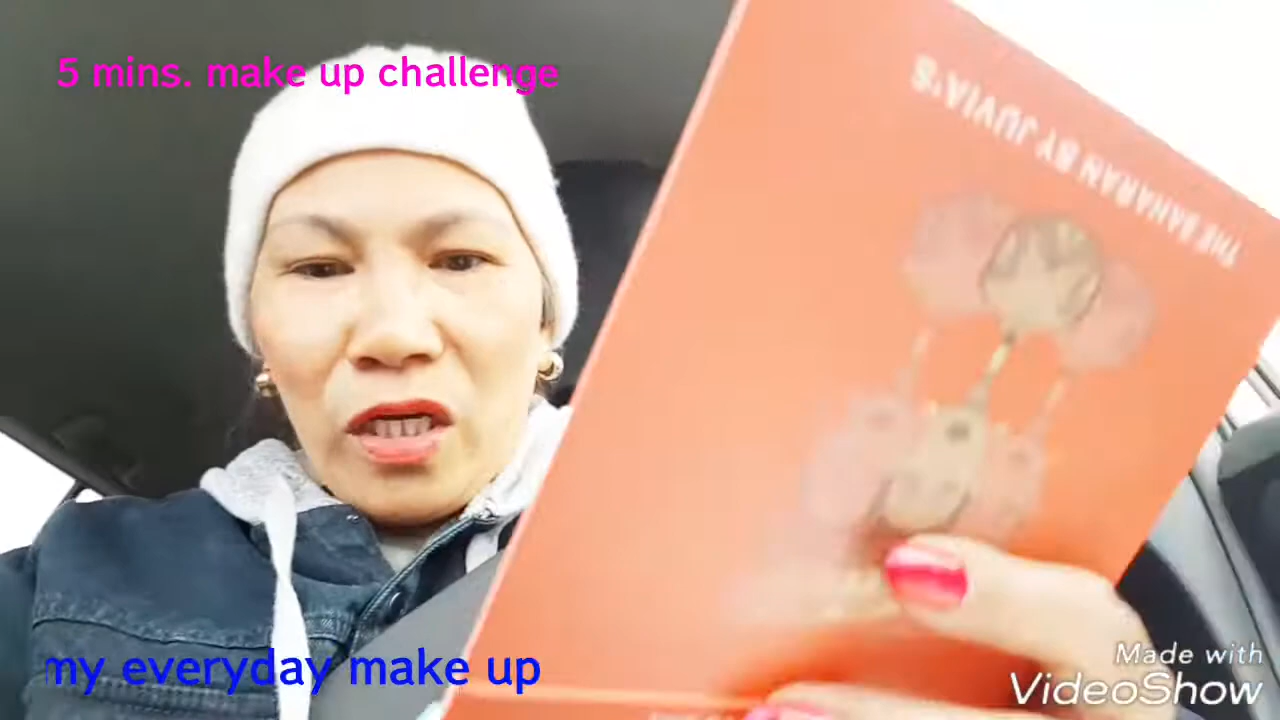 5 mins. make up challenge
THE SAHARAN BY JUVIA'S
my everyday make up
Made with
VideoShow